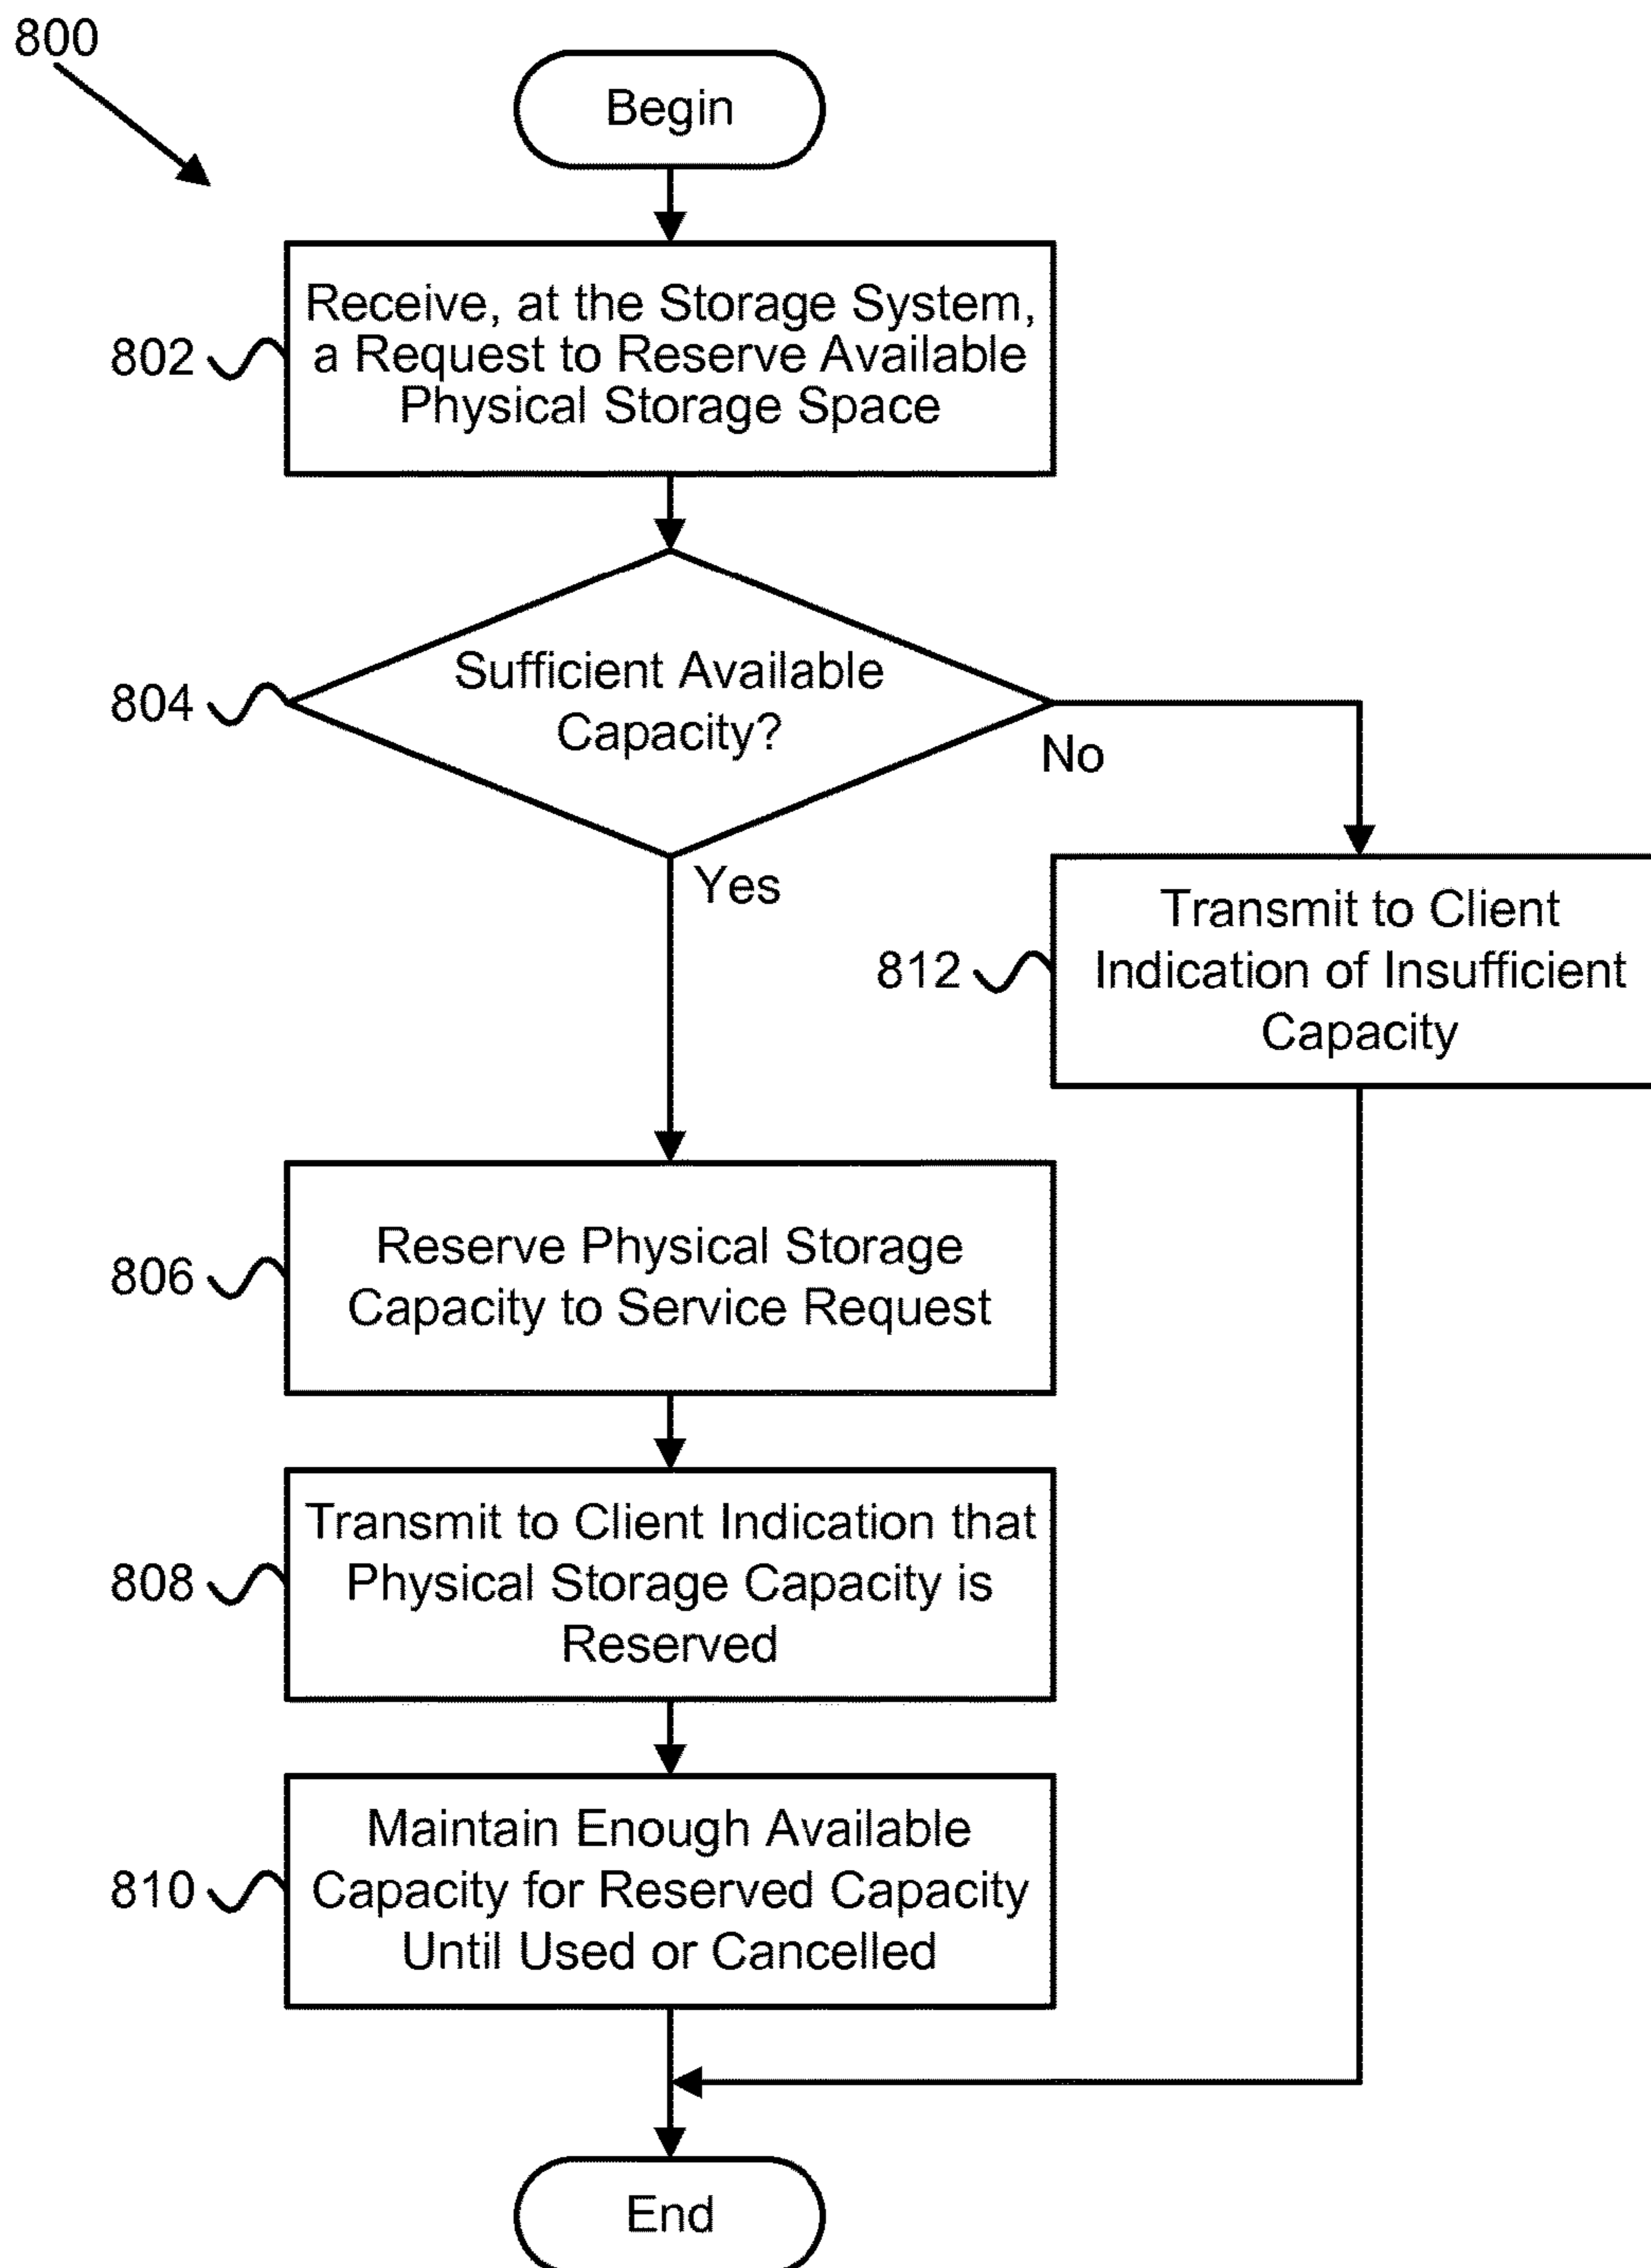 800
Begin
Receive, at the Storage System,
a Request to Reserve Available
Physical Storage Space
802
Sufficient Available
Capacity?
804
No
Yes
Transmit to Client
Indication of Insufficient
Capacity
812
Reserve Physical Storage
Capacity to Service Request
806
Transmit to Client Indication that
Physical Storage Capacity is
Reserved
808
Maintain Enough Available
Capacity for Reserved Capacity
Until Used or Cancelled
810
End